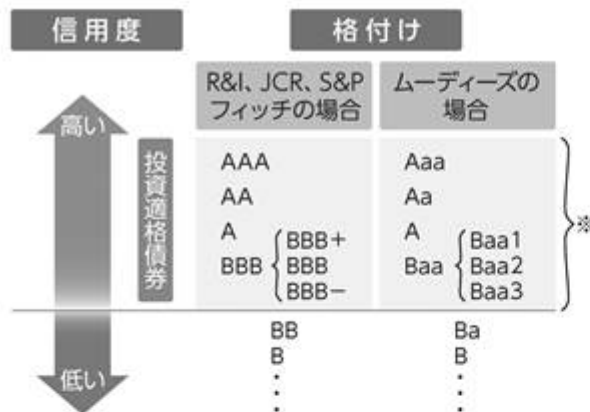 信用度
格付け
R&I、JCR、S&P
フィッチの場合
ムーディーズの
場合
高い
投資適格債券
AAA
Aaa
AA
Aa
A
A
BBB
BBB+
BBB
BBB−
Baa
Baa1
Baa2
Baa3
※
BB
Ba
B
B
低い